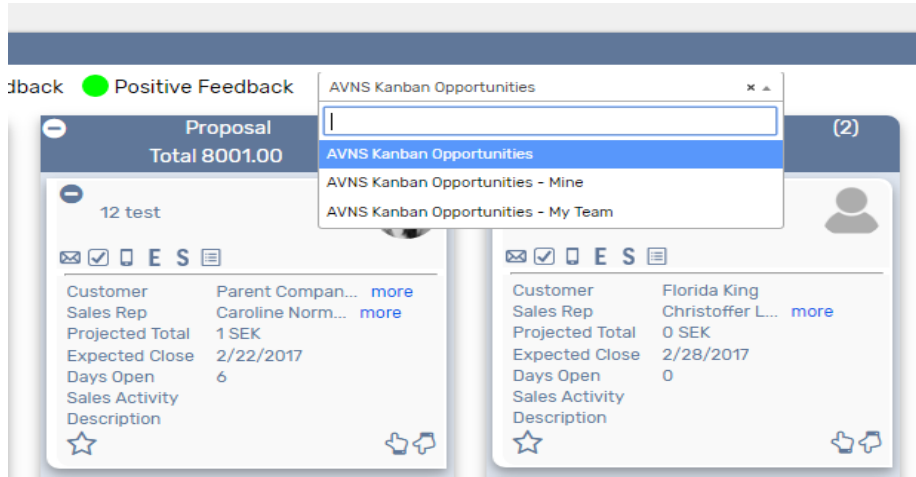 dback Positive Feedback AVNS Kanban Opportunities
Proposal
Total 8001.00
(2)
AVNS Kanban Opportunities
AVNS Kanban Opportunities - Mine
AVNS Kanban Opportunities - My Team
12 test
E S
Customer Parent Compan... more
Sales Rep Caroline Norm... more
Projected Total 1 SEK
Expected Close 2/22/2017
Days Open 6
Sales Activity
Description
E S
Customer Florida King
Sales Rep Christoffer L... more
Projected Total 0 SEK
Expected Close 2/28/2017
Days Open 0
Sales Activity
Description